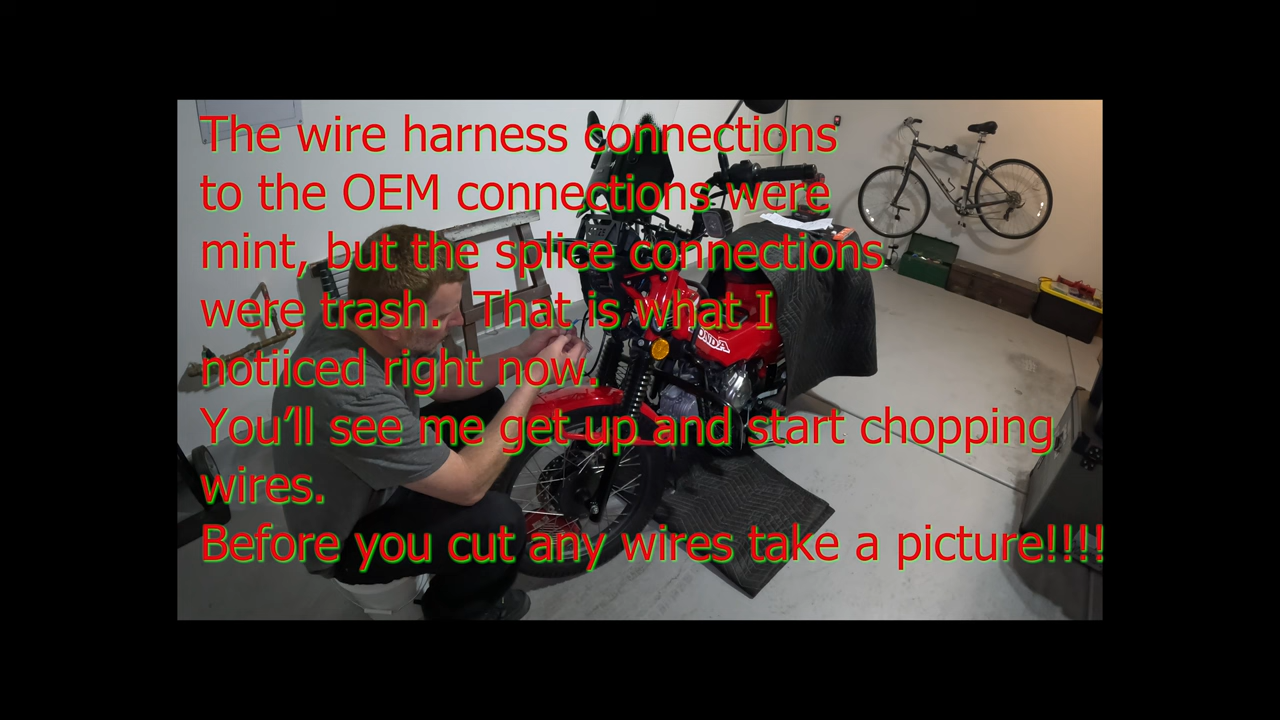 The wire harness connections
to the OEM connections were
mint, but the splice connections
were trash.  That is what I
notiiced right now.
You’ll see me get up and start chopping
wires.
Before you cut any wires take a picture!!!!
HONDA